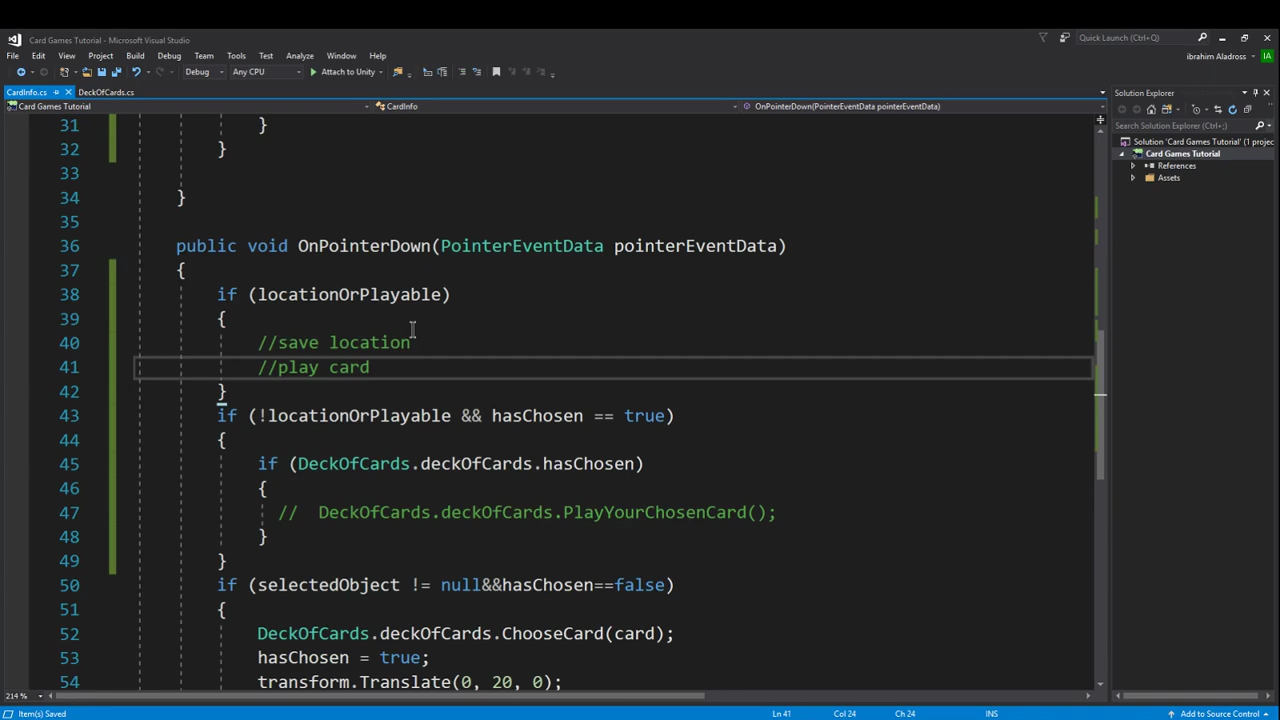 Card Games Tutorial - Microsoft Visual Studio
Quick Launch (Ctrl+;)
File Edit View Project Build Debug Team Tools Test Analyze Window Help
ibrahim Aladross
IA
Debug Any CPU Attach to Unity
CardInfo.cs DeckOfCards.cs
Solution Explorer
Card Games Tutorial CardInfo OnPointerDown(PointerEventData pointerEventData)
Search Solution Explorer (Ctrl+;)
Solution 'Card Games Tutorial' (1 projec
Card Games Tutorial
References
Assets
31 }
32 }
33
34 }
35
36 public void OnPointerDown(PointerEventData pointerEventData)
37 {
38 if (locationOrPlayable)
39 {
40 //save location
41 //play card
42 }
43 if (!locationOrPlayable && hasChosen == true)
44 {
45 if (DeckOfCards.deckOfCards.hasChosen)
46 {
47 // DeckOfCards.deckOfCards.PlayYourChosenCard();
48 }
49 }
50 if (selectedObject != null&&hasChosen==false)
51 {
52 DeckOfCards.deckOfCards.ChooseCard(card);
53 hasChosen = true;
54 transform.Translate(0, 20, 0);
214 %
Item(s) Saved Ln 41 Col 24 Ch 24 INS Add to Source Control